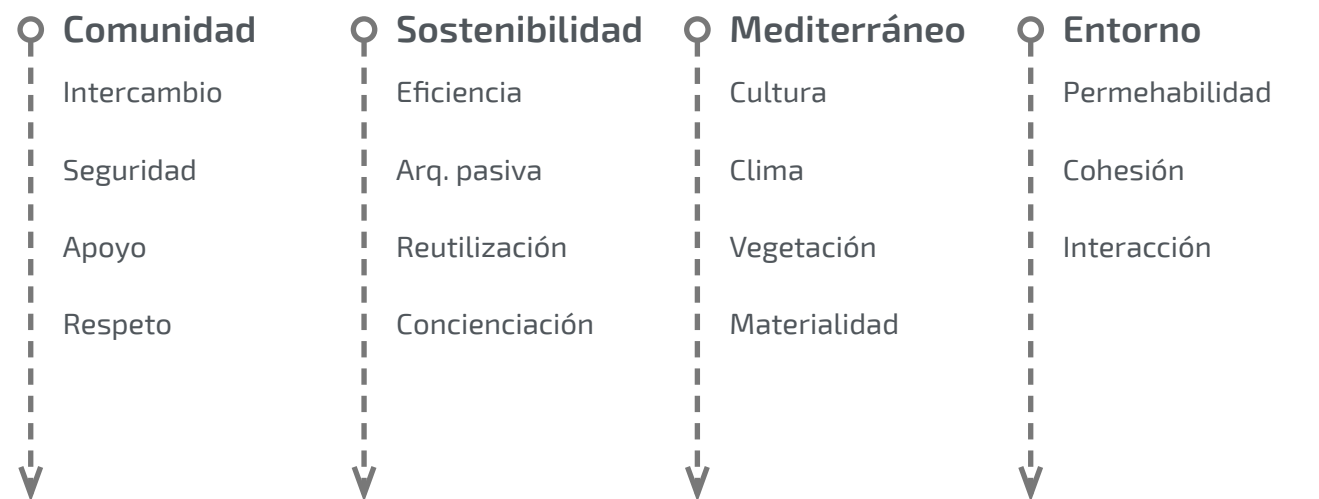 Comunidad
Intercambio
Seguridad
Apoyo
Respeto
Sostenibilidad
Eficiencia
Arq. pasiva
Reutilización
Concienciación
Mediterráneo
Cultura
Clima
Vegetación
Materialidad
Entorno
Permehabilidad
Cohesión
Interacción